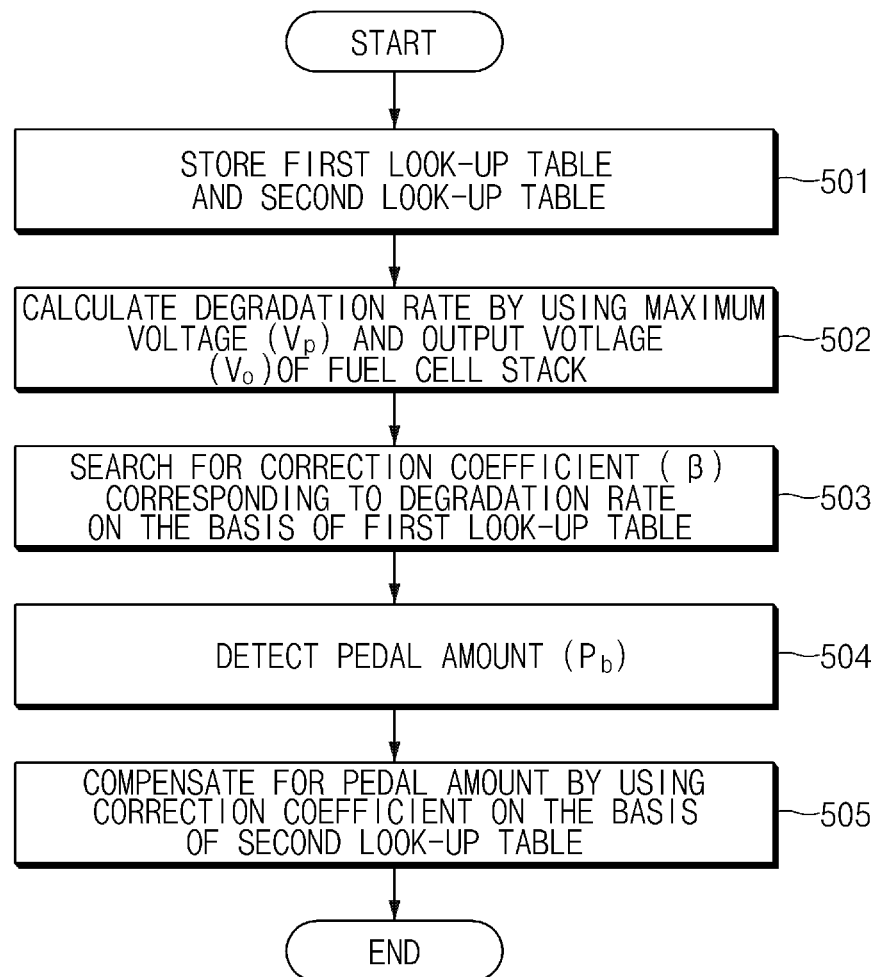 START
STORE FIRST LOOK-UP TABLE
AND SECOND LOOK-UP TABLE
501
CALCULATE DEGRADATION RATE BY USING MAXIMUM
VOLTAGE (Vp) AND OUTPUT VOTLAGE
(Vo)OF FUEL CELL STACK
502
SEARCH FOR CORRECTION COEFFICIENT ( β)
CORRESPONDING TO DEGRADATION RATE
ON THE BASIS OF FIRST LOOK-UP TABLE
503
DETECT PEDAL AMOUNT (Pb)
504
COMPENSATE FOR PEDAL AMOUNT BY USING
CORRECTION COEFFICIENT ON THE BASIS
OF SECOND LOOK-UP TABLE
505
END